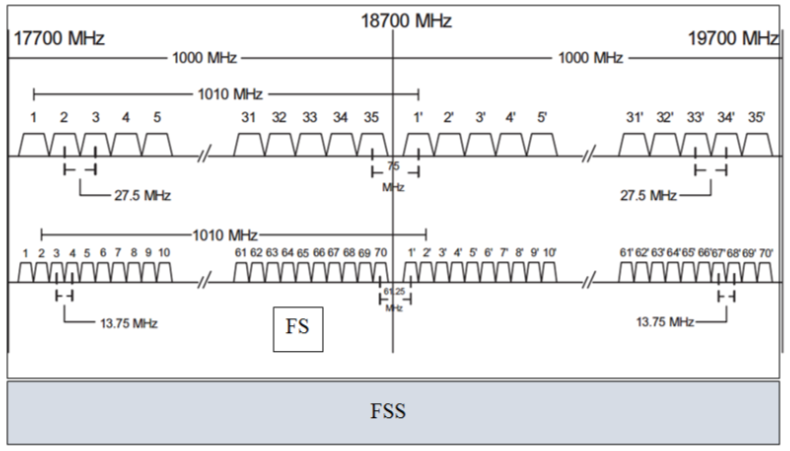 18700 MHz
17700 MHz 19700 MHz
1000 MHz 1000 MHz
1010 MHz
1 2 3 4 5 31 32 33 34 35 1' 2' 3' 4' 5' 31' 32' 33' 34' 35'
75
MHz
27.5 MHz 27.5 MHz
1010 MHz
1 2 3 4 5 6 7 8 9 10 61 62 63 64 65 66 67 68 69 70 1' 2' 3' 4' 5' 6' 7' 8' 9' 10' 61' 62' 63' 64' 65' 66' 67' 68' 69' 70'
61.25
MHz
13.75 MHz 13.75 MHz
FS
FSS